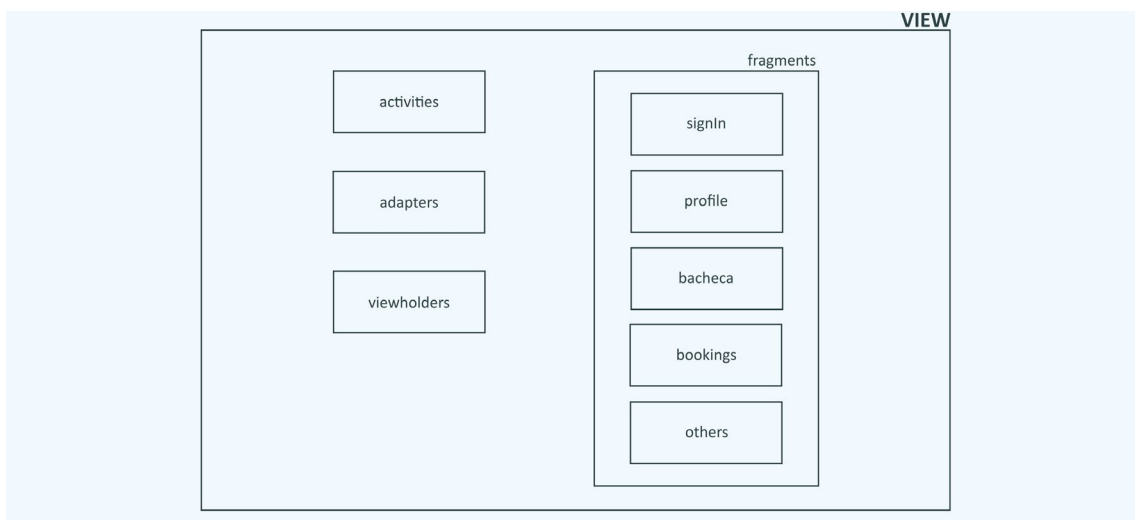 VIEW
activities
adapters
viewholders
fragments
signIn
profile
bacheca
bookings
others